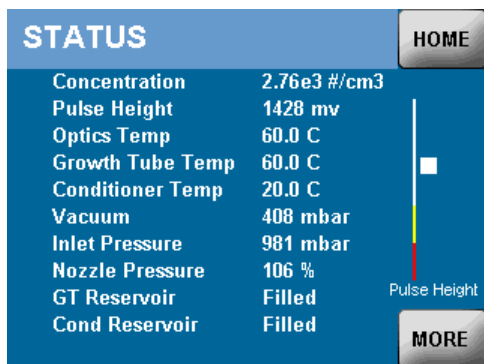 STATUS
HOME
Concentration 2.76e3 #/cm3
Pulse Height 1428 mv
Optics Temp 60.0 C
Growth Tube Temp 60.0 C
Conditioner Temp 20.0 C
Vacuum 408 mbar
Inlet Pressure 981 mbar
Nozzle Pressure 106 %
GT Reservoir Filled
Cond Reservoir Filled
Pulse Height
MORE